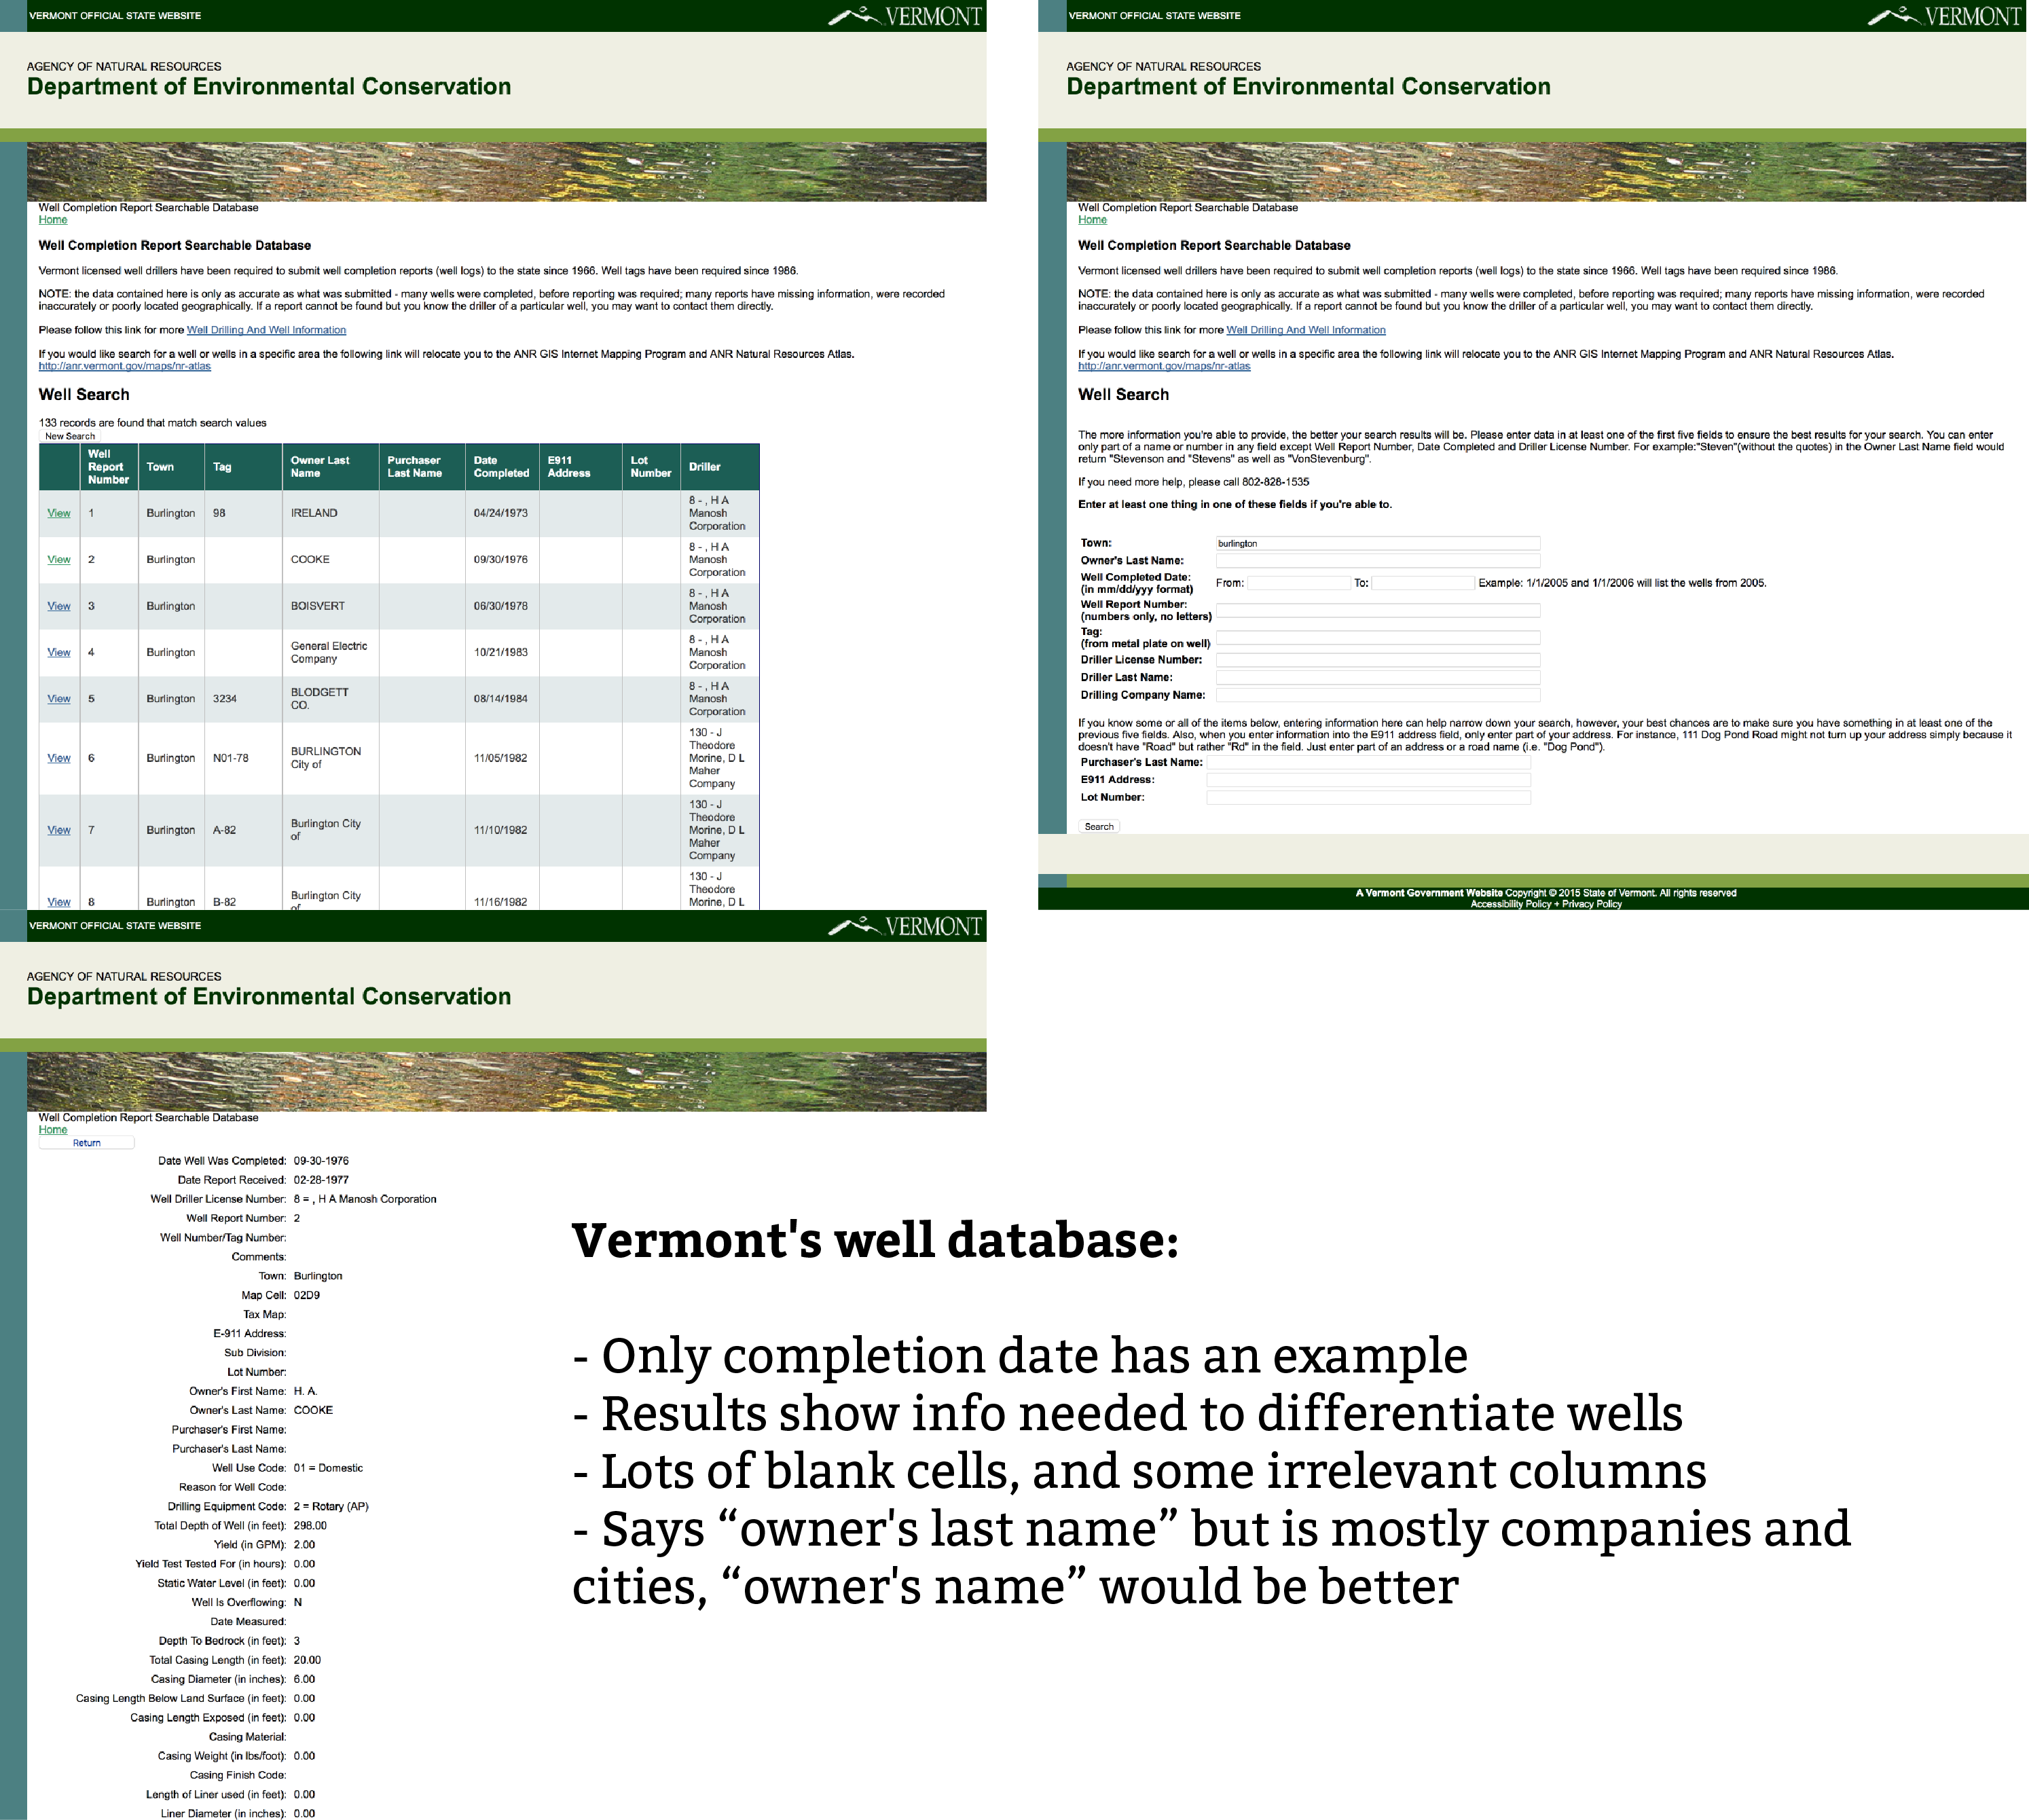 VERMONT OFFICIAL STATE WEBSITE
VERMONT
AGENCY OF NATURAL RESOURCES
Department of Environmental Conservation
Well Completion Report Searchable Database
Home
Well Completion Report Searchable Database
Vermont licensed well drillers have been required to submit well completion reports (well logs) to the state since 1966. Well tags have been required since 1986.
NOTE: the data contained here is only as accurate as what was submitted - many wells were completed, before reporting was required; many reports have missing information, were recorded
inaccurately or poorly located geographically. If a report cannot be found but you know the driller of a particular well, you may want to contact them directly.
Please follow this link for more Well Drilling And Well Information
If you would like search for a well or wells in a specific area the following link will relocate you to the ANR GIS Internet Mapping Program and ANR Natural Resources Atlas.
http://anr.vermont.gov/maps/nr-atlas
Well Search
133 records are found that match search values
New Search
Well Report Number Town Tag Owner Last Name Purchaser Last Name Date Completed E911 Address Lot Number Driller
View 1 Burlington 98 IRELAND 04/24/1973 8 - , H A Manosh Corporation
View 2 Burlington COOKE 09/30/1976 8 - , H A Manosh Corporation
View 3 Burlington BOISVERT 06/30/1978 8 - , H A Manosh Corporation
View 4 Burlington General Electric Company 10/21/1983 8 - , H A Manosh Corporation
View 5 Burlington 3234 BLODGETT CO. 08/14/1984 8 - , H A Manosh Corporation
View 6 Burlington N01-78 BURLINGTON City of 11/05/1982 130 - J Theodore Morine, D L Maher Company
View 7 Burlington A-82 Burlington City of 11/10/1982 130 - J Theodore Morine, D L Maher Company
View 8 Burlington B-82 Burlington City of 11/16/1982 130 - J Theodore Morine, D L
VERMONT OFFICIAL STATE WEBSITE
VERMONT
AGENCY OF NATURAL RESOURCES
Department of Environmental Conservation
Well Completion Report Searchable Database
Home
Well Completion Report Searchable Database
Vermont licensed well drillers have been required to submit well completion reports (well logs) to the state since 1966. Well tags have been required since 1986.
NOTE: the data contained here is only as accurate as what was submitted - many wells were completed, before reporting was required; many reports have missing information, were recorded
inaccurately or poorly located geographically. If a report cannot be found but you know the driller of a particular well, you may want to contact them directly.
Please follow this link for more Well Drilling And Well Information
If you would like search for a well or wells in a specific area the following link will relocate you to the ANR GIS Internet Mapping Program and ANR Natural Resources Atlas.
http://anr.vermont.gov/maps/nr-atlas
Well Search
The more information you're able to provide, the better your search results will be. Please enter data in at least one of the first five fields to ensure the best results for your search. You can enter
only part of a name or number in any field except Well Report Number, Date Completed and Driller License Number. For example:"Steven"(without the quotes) in the Owner Last Name field would
return "Stevenson and "Stevens" as well as "VonStevenburg".
If you need more help, please call 802-828-1535
Enter at least one thing in one of these fields if you're able to.
Town: burlington
Owner's Last Name:
Well Completed Date:
(in mm/dd/yyy format) From: To: Example: 1/1/2005 and 1/1/2006 will list the wells from 2005.
Well Report Number:
(numbers only, no letters)
Tag:
(from metal plate on well)
Driller License Number:
Driller Last Name:
Drilling Company Name:
If you know some or all of the items below, entering information here can help narrow down your search, however, your best chances are to make sure you have something in at least one of the
previous five fields. Also, when you enter information into the E911 address field, only enter part of your address. For instance, 111 Dog Pond Road might not turn up your address simply because it
doesn't have "Road" but rather "Rd" in the field. Just enter part of an address or a road name (i.e. "Dog Pond").
Purchaser's Last Name:
E911 Address:
Lot Number:
Search
A Vermont Government Website Copyright © 2015 State of Vermont. All rights reserved
Accessibility Policy + Privacy Policy
VERMONT OFFICIAL STATE WEBSITE
VERMONT
AGENCY OF NATURAL RESOURCES
Department of Environmental Conservation
Well Completion Report Searchable Database
Home
Return
Date Well Was Completed: 09-30-1976
Date Report Received: 02-28-1977
Well Driller License Number: 8 = , H A Manosh Corporation
Well Report Number: 2
Well Number/Tag Number:
Comments:
Town: Burlington
Map Cell: 02D9
Tax Map:
E-911 Address:
Sub Division:
Lot Number:
Owner's First Name: H. A.
Owner's Last Name: COOKE
Purchaser's First Name:
Purchaser's Last Name:
Well Use Code: 01 = Domestic
Reason for Well Code:
Drilling Equipment Code: 2 = Rotary (AP)
Total Depth of Well (in feet): 298.00
Yield (in GPM): 2.00
Yield Test Tested For (in hours): 0.00
Static Water Level (in feet): 0.00
Well Is Overflowing: N
Date Measured:
Depth To Bedrock (in feet): 3
Total Casing Length (in feet): 20.00
Casing Diameter (in inches): 6.00
Casing Length Below Land Surface (in feet): 0.00
Casing Length Exposed (in feet): 0.00
Casing Material:
Casing Weight (in lbs/foot): 0.00
Casing Finish Code:
Length of Liner used (in feet): 0.00
Liner Diameter (in inches): 0.00
Vermont's well database:
- Only completion date has an example
- Results show info needed to differentiate wells
- Lots of blank cells, and some irrelevant columns
- Says “owner's last name” but is mostly companies and
cities, “owner's name” would be better